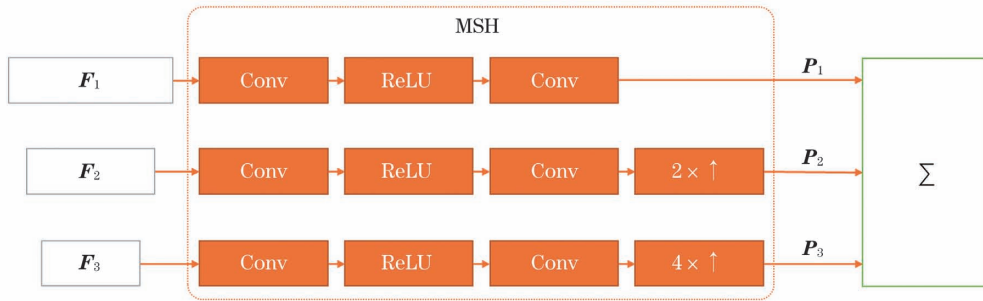 MSH
F₁ Conv ReLU Conv P₁
F₂ Conv ReLU Conv 2× ↑ P₂ Σ
F₃ Conv ReLU Conv 4× ↑ P₃